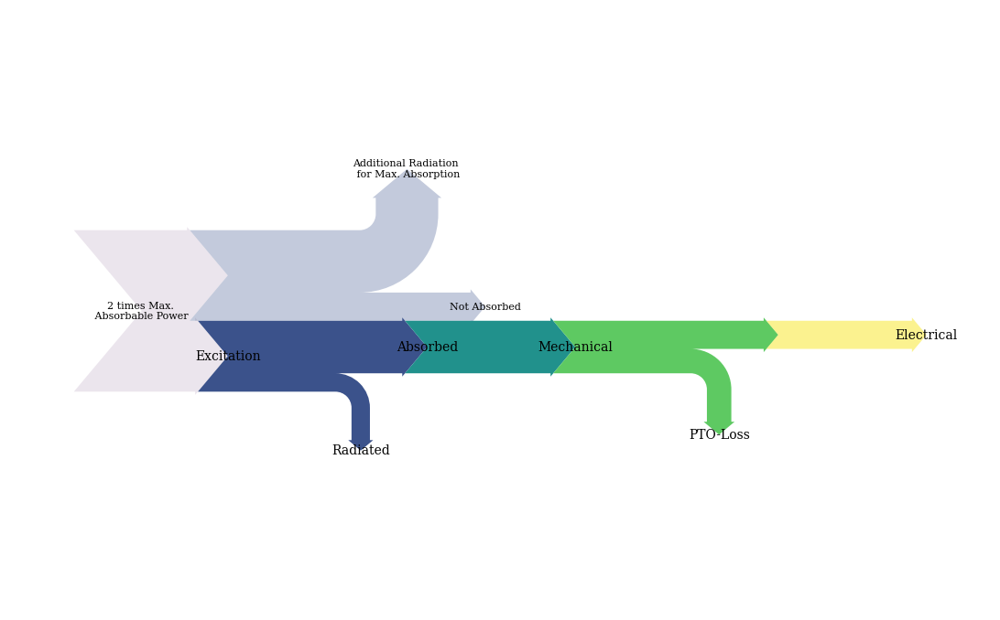 Additional Radiation
for Max. Absorption
2 times Max.
Absorbable Power
Not Absorbed
Electrical
Excitation
Absorbed
Mechanical
Radiated
PTO-Loss